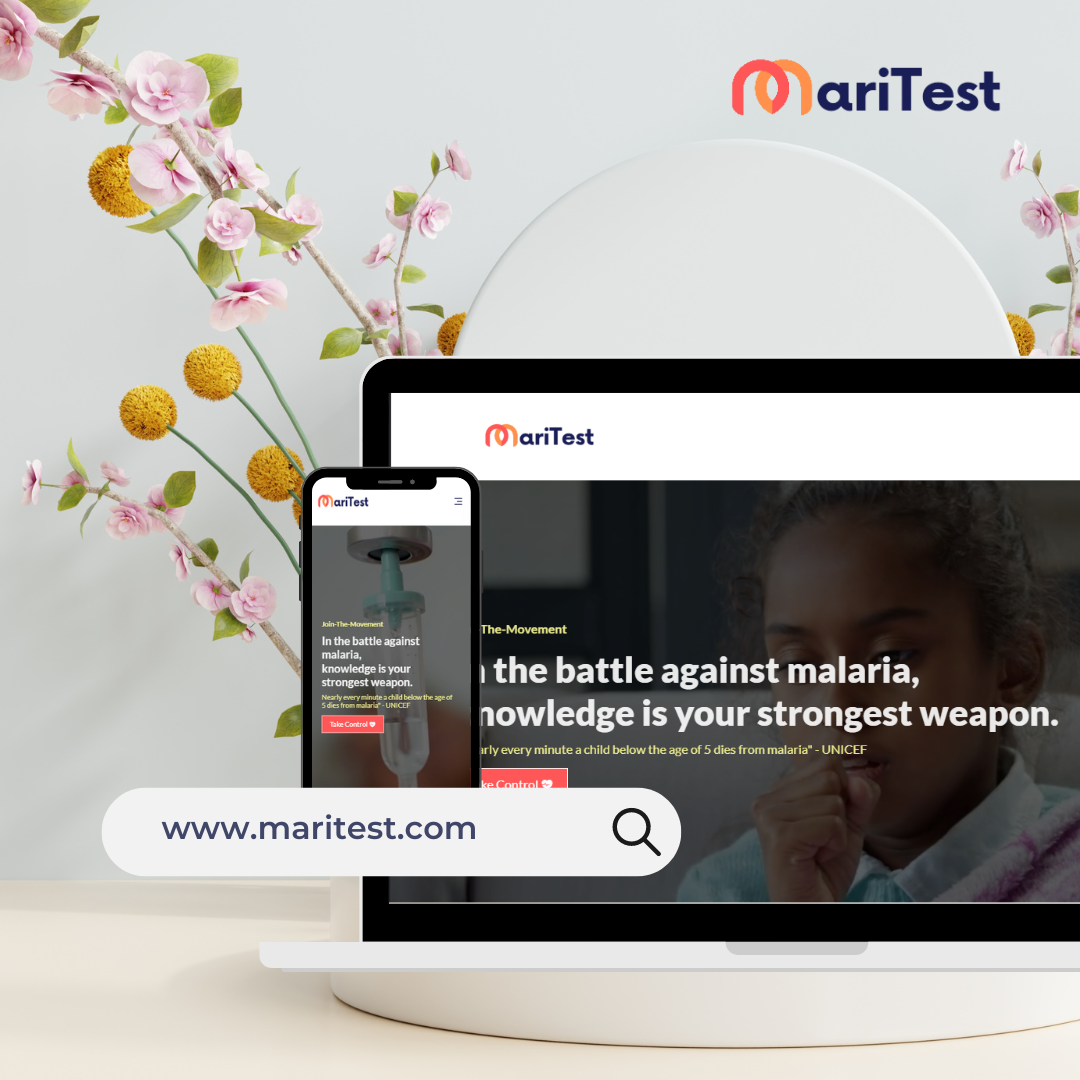 MariTest
MariTest
MariTest
Join-The-Movement
In the battle against
malaria,
knowledge is your
strongest weapon.
Nearly every minute a child below the age of
5 dies from malaria" - UNICEF
Take Control
-The-Movement
the battle against malaria,
nowledge is your strongest weapon.
rly every minute a child below the age of 5 dies from malaria" - UNICEF
ke Control
www.maritest.com